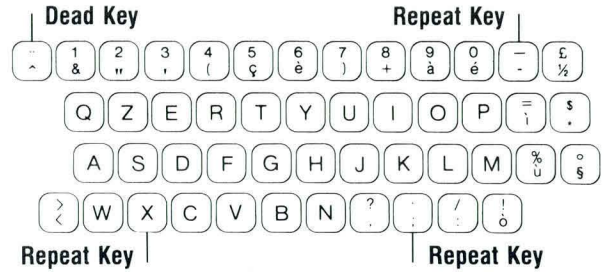 Dead Key Repeat Key
¨ 1 2 3 4 5 6 7 8 9 0 — £
^ & " ' ( ç è ) + à é - ½
Q Z E R T Y U I O P = $
ì *
A S D F G H J K L M % °
ù §
> W X C V B N ? . / !
< , ; : ò
Repeat Key Repeat Key